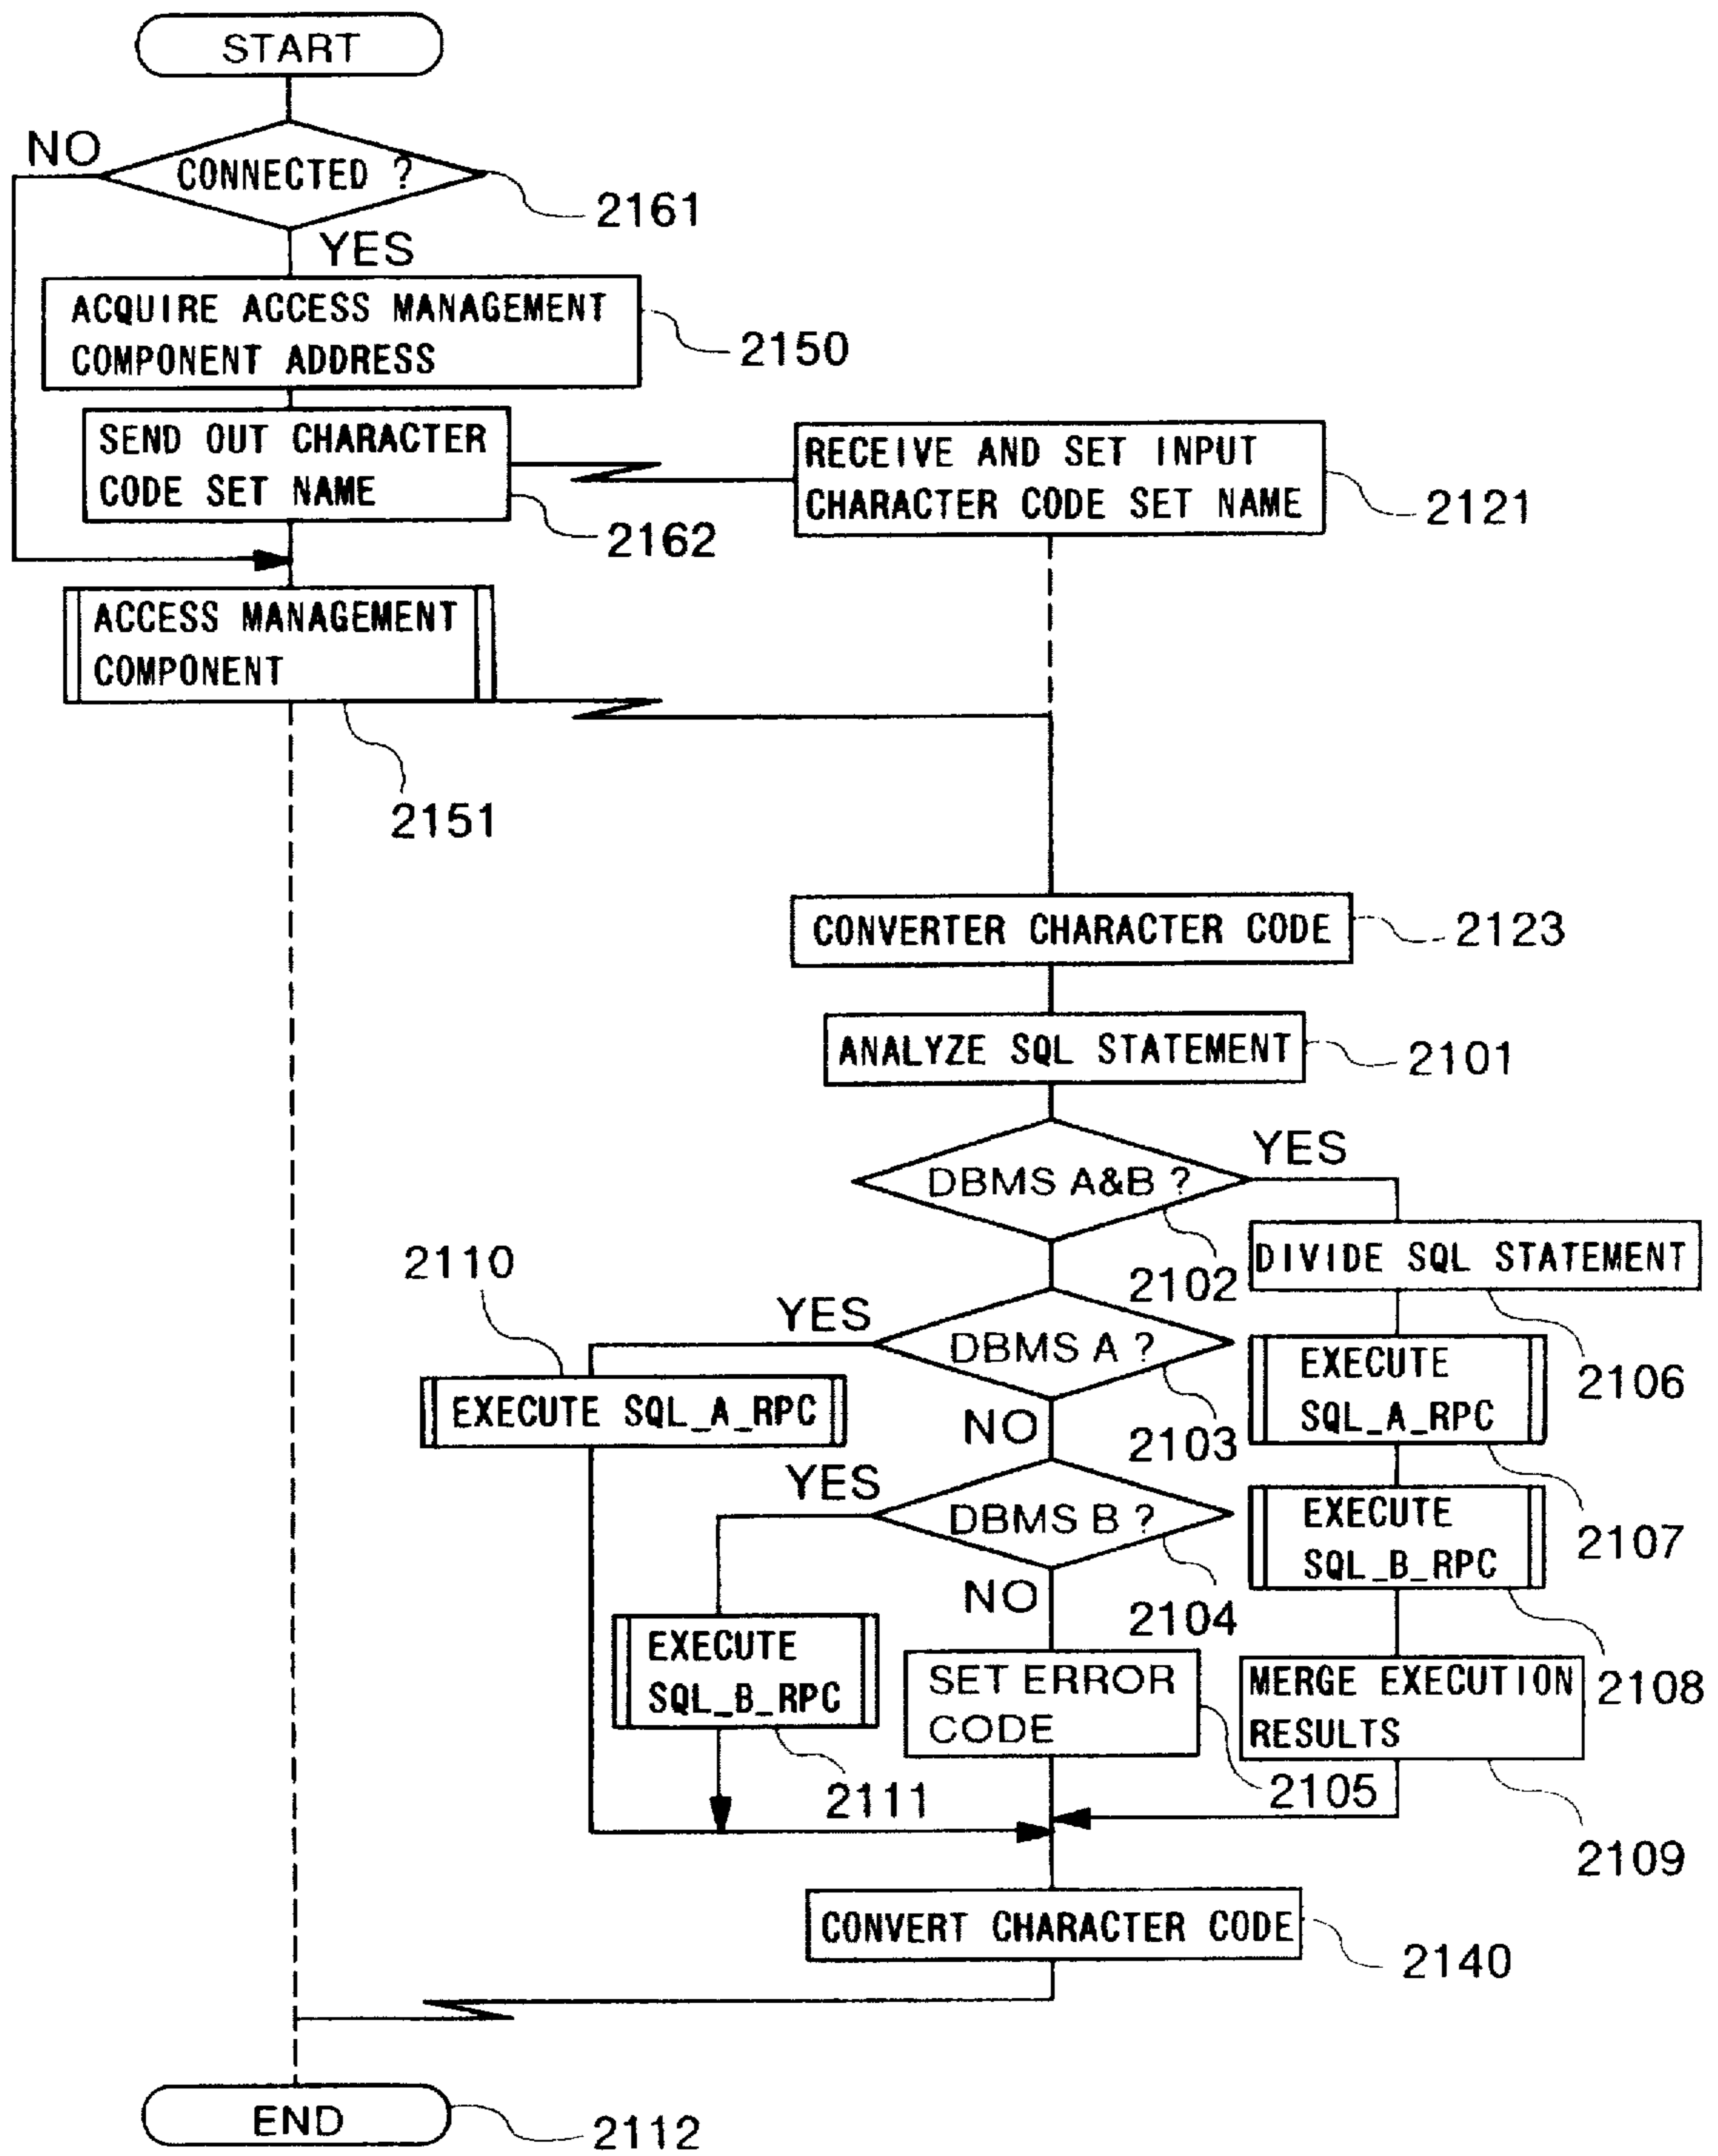 START
NO
CONNECTED ?
2161
YES
ACQUIRE ACCESS MANAGEMENT
COMPONENT ADDRESS
2150
SEND OUT CHARACTER
CODE SET NAME
2162
RECEIVE AND SET INPUT
CHARACTER CODE SET NAME
2121
ACCESS MANAGEMENT
COMPONENT
2151
CONVERTER CHARACTER CODE
2123
ANALYZE SQL STATEMENT
2101
DBMS A&B ?
YES
2102
DIVIDE SQL STATEMENT
2106
2110
YES
DBMS A ?
2103
EXECUTE SQL_A_RPC
NO
EXECUTE
SQL_A_RPC
2107
YES
DBMS B ?
2104
NO
EXECUTE
SQL_B_RPC
2108
EXECUTE
SQL_B_RPC
2111
SET ERROR
CODE
2105
MERGE EXECUTION
RESULTS
2109
CONVERT CHARACTER CODE
2140
END
2112